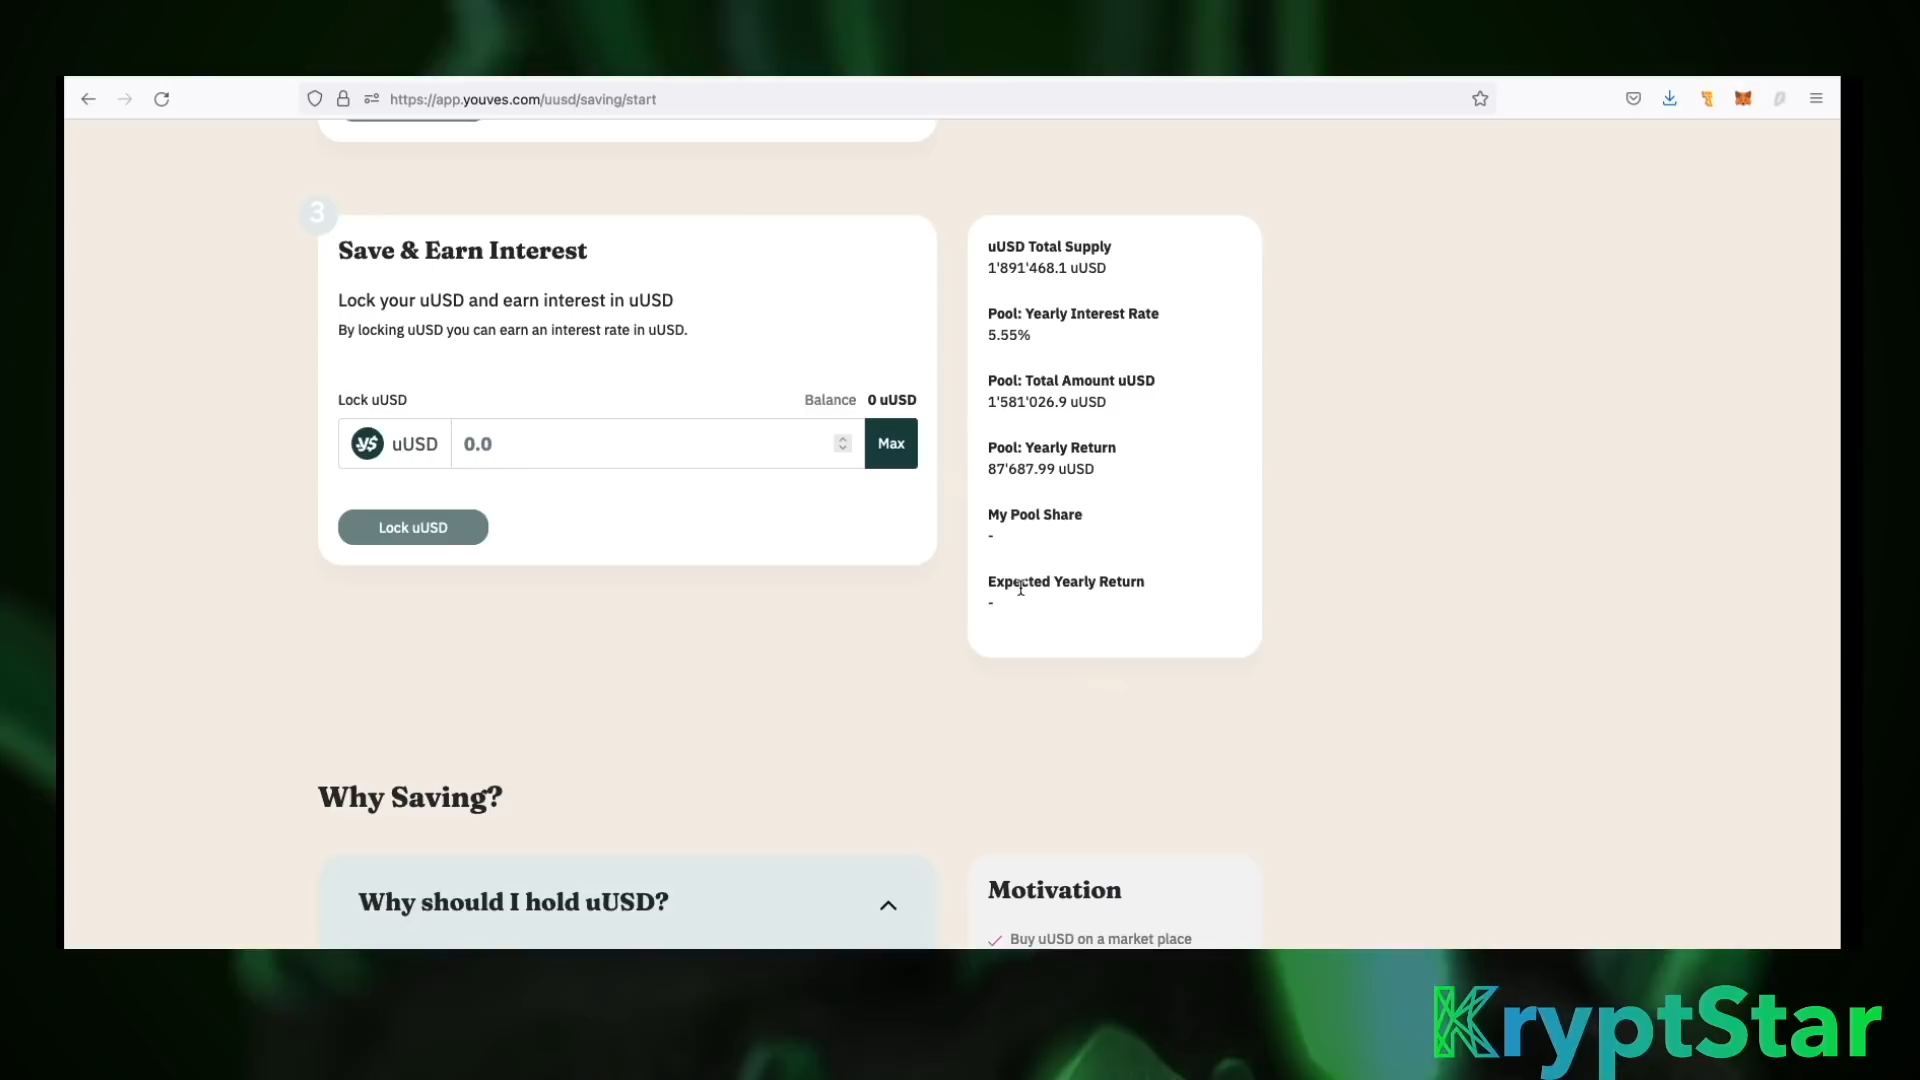 https://app.youves.com/uusd/saving/start
3
Save & Earn Interest
Lock your uUSD and earn interest in uUSD
By locking uUSD you can earn an interest rate in uUSD.
Lock uUSD
Balance 0 uUSD
uUSD 0.0 Max
Lock uUSD
uUSD Total Supply
1'891'468.1 uUSD
Pool: Yearly Interest Rate
5.55%
Pool: Total Amount uUSD
1'581'026.9 uUSD
Pool: Yearly Return
87'687.99 uUSD
My Pool Share
-
Expected Yearly Return
-
Why Saving?
Why should I hold uUSD?
Motivation
Buy uUSD on a market place
KryptStar